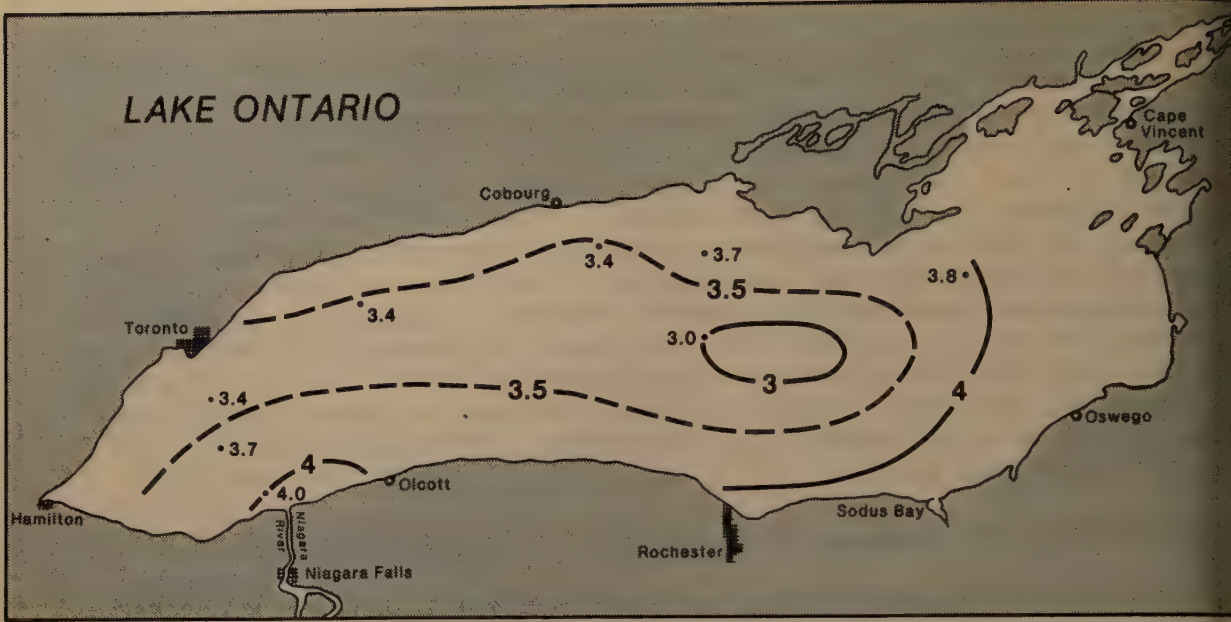 LAKE ONTARIO
Cape
Vincent
Cobourg
3.4
3.7
3.8
3.5
3.4
Toronto
3.0
3
3.5
4
3.4
Oswego
3.7
4
Olcott
4.0
Hamilton
Niagara
River
Sodus Bay
Rochester
Niagara Falls